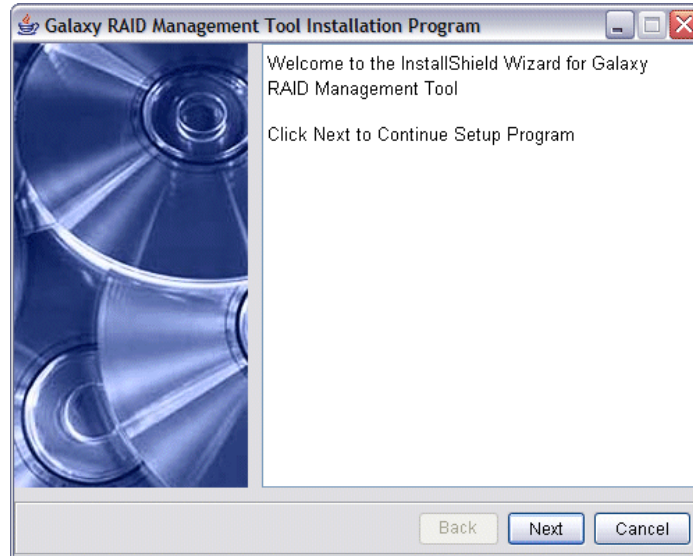 Galaxy RAID Management Tool Installation Program
Welcome to the InstallShield Wizard for Galaxy
RAID Management Tool
Click Next to Continue Setup Program
Back
Next
Cancel